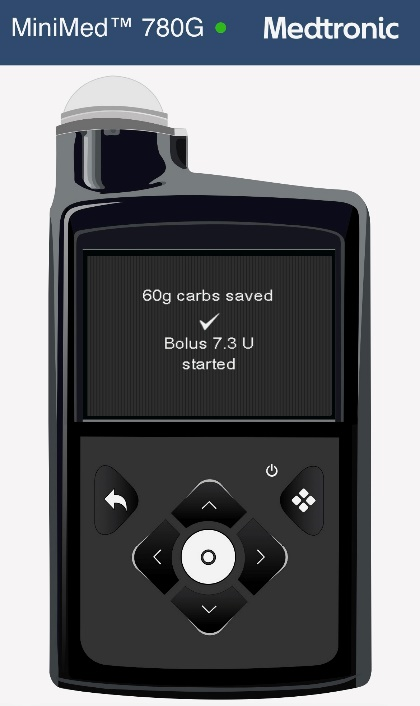 MiniMed™ 780G
Medtronic
60g carbs saved
Bolus 7.3 U
started